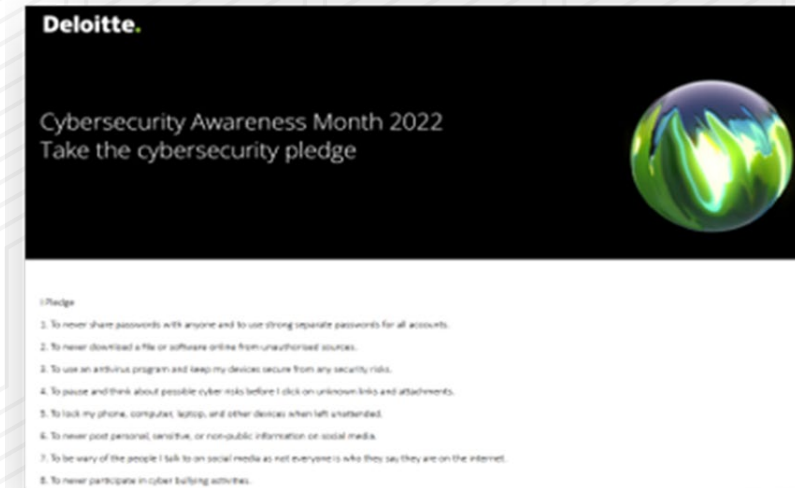 Deloitte.
Cybersecurity Awareness Month 2022
Take the cybersecurity pledge
I Pledge
1. To never share passwords with anyone and to use strong separate passwords for all accounts.
2. To never download a file or software online from unauthorised sources.
3. To use an antivirus program and keep my devices secure from any security risks.
4. To pause and think about possible cyber risks before I click on unknown links and attachments.
5. To lock my phone, computer, laptop, and other devices when left unattended.
6. To never post personal, sensitive, or non-public information on social media.
7. To be wary of the people I talk to on social media as not everyone is who they say they are on the internet.
8. To never participate in cyber bullying activities.